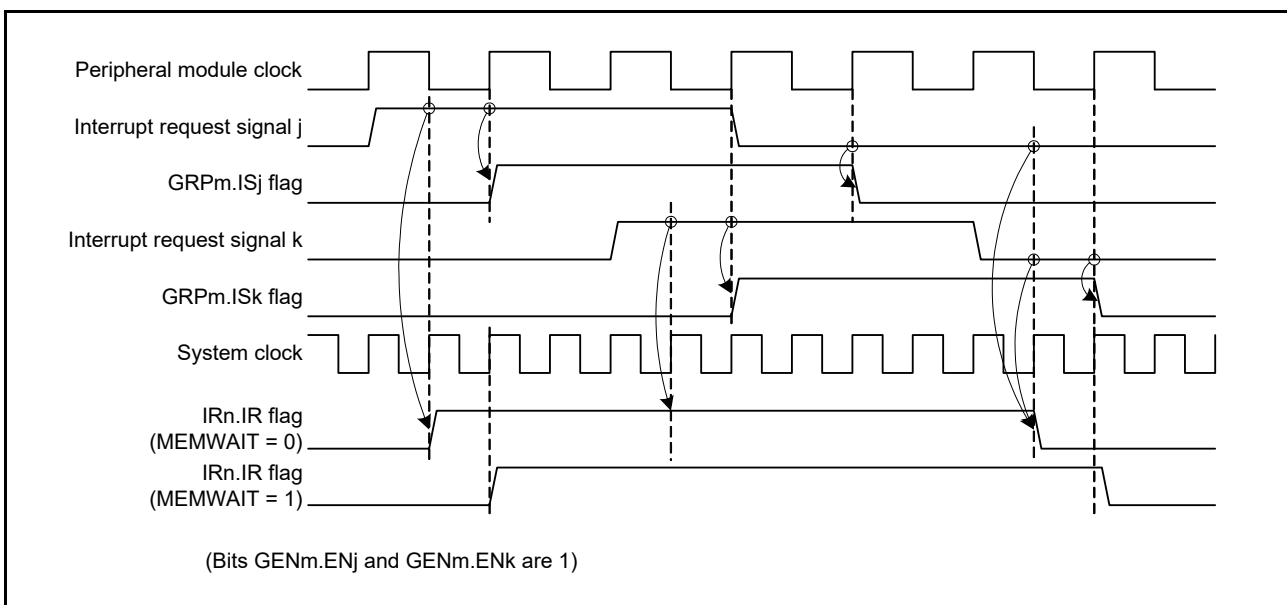 Peripheral module clock
Interrupt request signal j
GRPm.ISj flag
Interrupt request signal k
GRPm.ISk flag
System clock
IRn.IR flag
(MEMWAIT = 0)
IRn.IR flag
(MEMWAIT = 1)
(Bits GENm.ENj and GENm.ENk are 1)